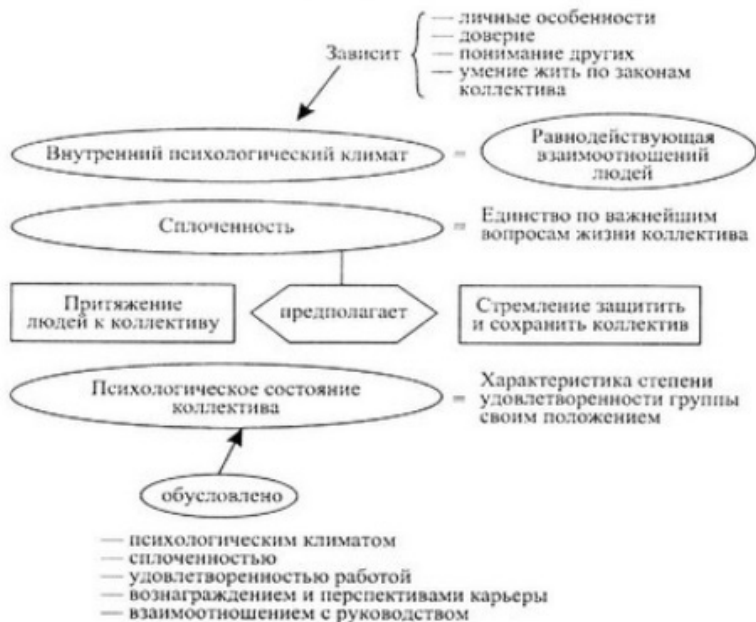 Зависит
— личные особенности
— доверие
— понимание других
— умение жить по законам
коллектива
Внутренний психологический климат
=
Равнодействующая
взаимоотношений
людей
Сплоченность
= Единство по важнейшим
вопросам жизни коллектива
Притяжение
людей к коллективу
предполагает
Стремление защитить
и сохранить коллектив
Психологическое состояние
коллектива
= Характеристика степени
удовлетворенности группы
своим положением
обусловлено
— психологическим климатом
— сплоченностью
— удовлетворенностью работой
— вознаграждением и перспективами карьеры
— взаимоотношением с руководством